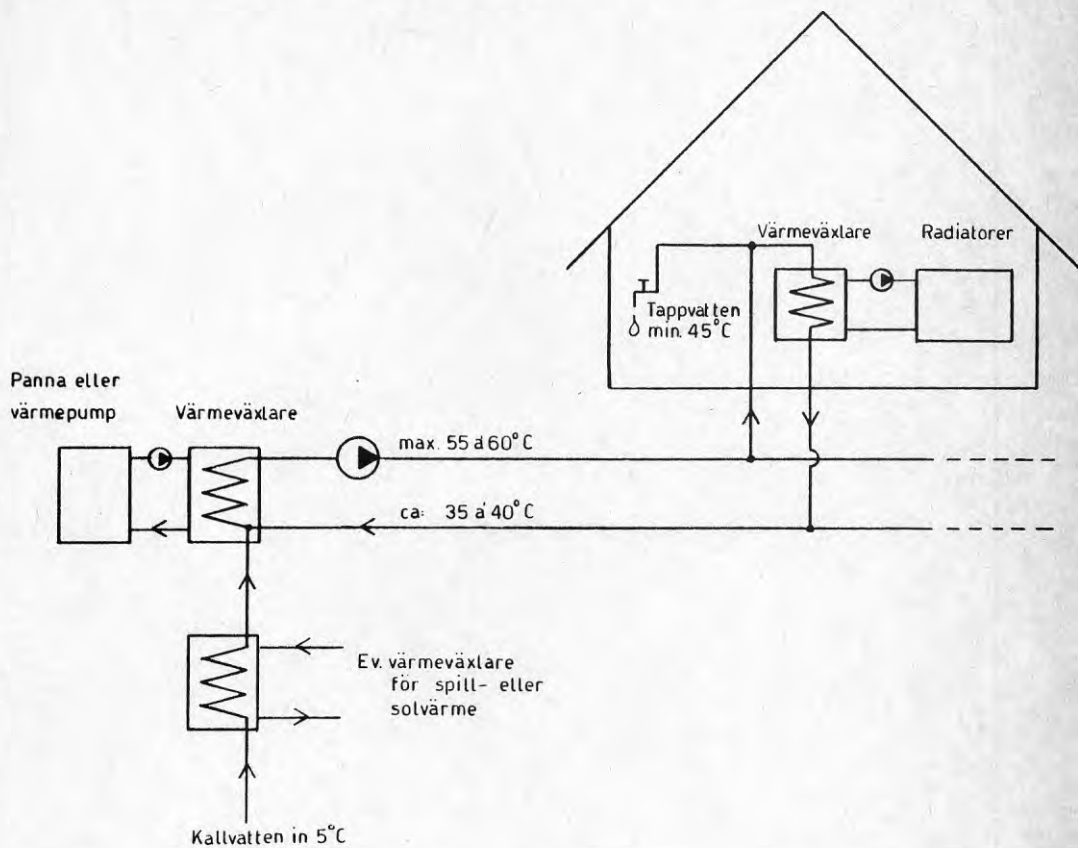 Värmeväxlare
Radiatorer
Tappvatten
min. 45°C
Panna eller
värmepump
Värmeväxlare
max. 55 à 60°C
ca: 35 à 40°C
Ev. värmeväxlare
för spill- eller
solvärme
Kallvatten in 5°C